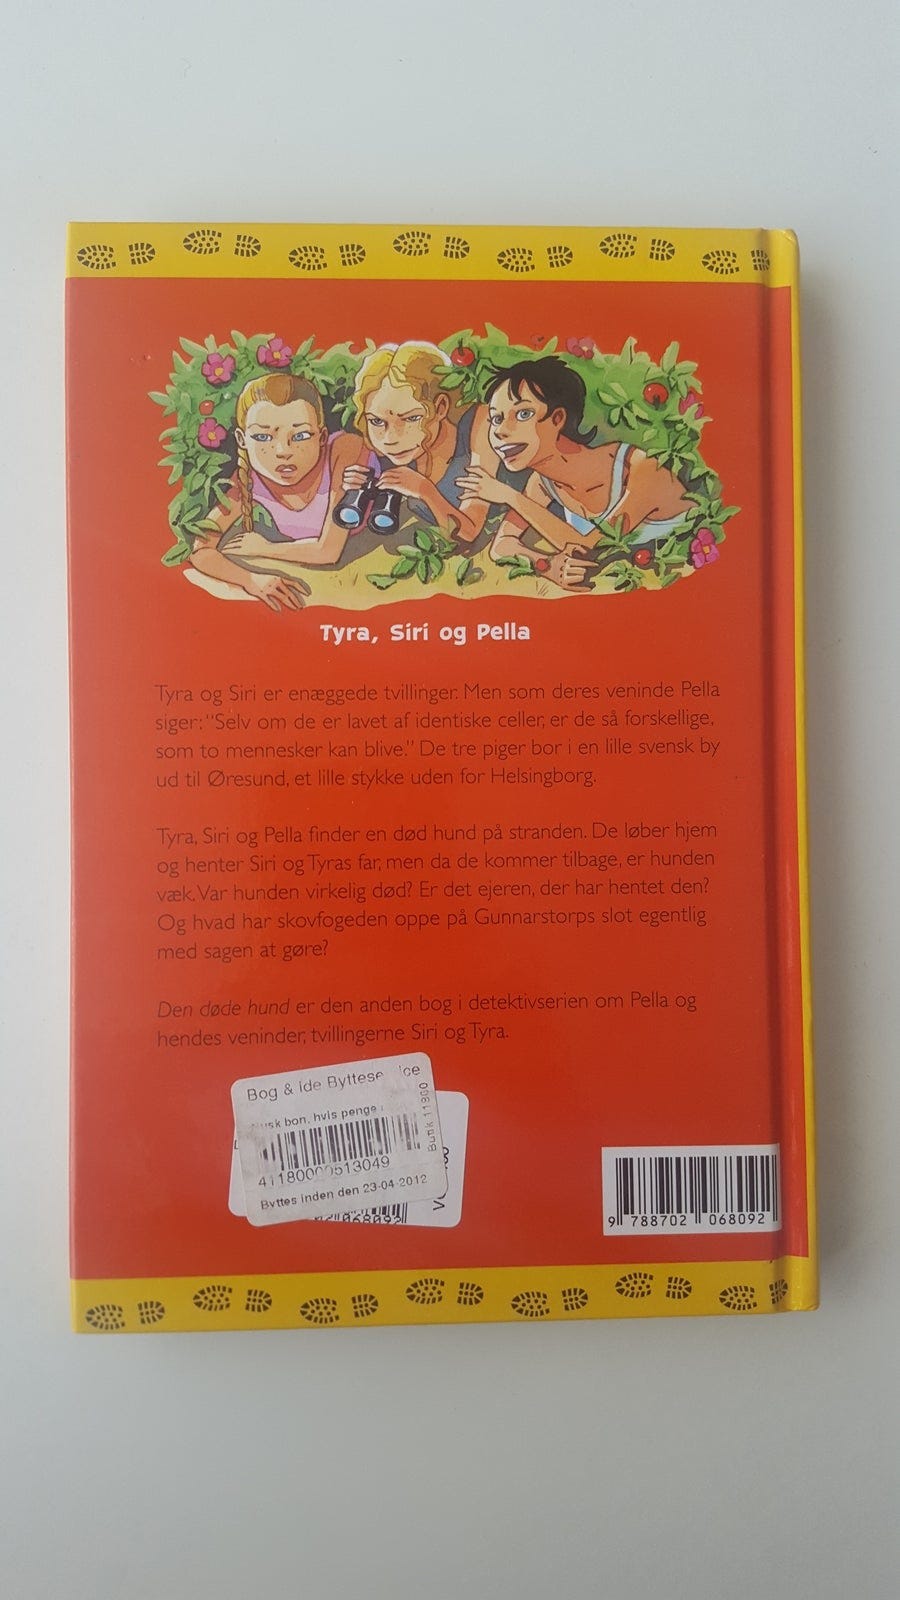 Tyra, Siri og Pella
Tyra og Siri er enæggede tvillinger. Men som deres veninde Pella
siger: "Selv om de er lavet af identiske celler, er de så forskellige,
som to mennesker kan blive." De tre piger bor i en lille svensk by
ud til Øresund, et lille stykke uden for Helsingborg.
Tyra, Siri og Pella finder en død hund på stranden. De løber hjem
og henter Siri og Tyras far, men da de kommer tilbage, er hunden
væk. Var hunden virkelig død? Er det ejeren, der har hentet den?
Og hvad har skovfogeden oppe på Gunnarstorps slot egentlig
med sagen at gøre?
Den døde hund er den anden bog i detektivserien om Pella og
hendes veninder, tvillingerne Siri og Tyra.
Bog & Ide
bon, hvis penge
Butik 11800
Byttes inden den 23-04-2012
068092
9 788702 068092